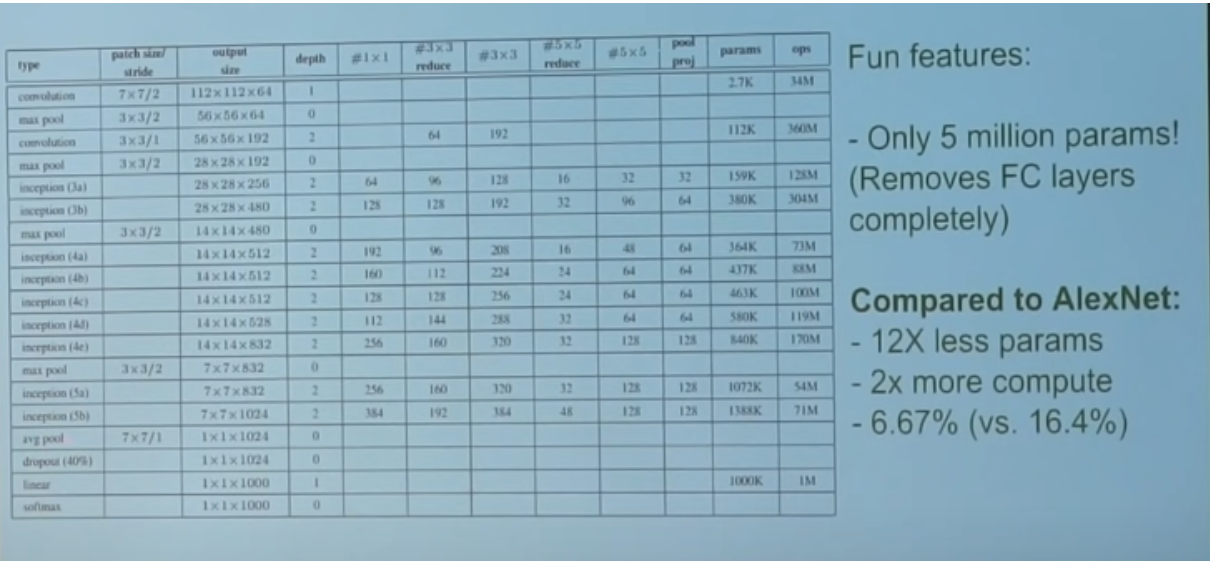 type patch size/ stride output size depth #1×1 #3×3 reduce #3×3 #5×5 reduce #5×5 pool proj params ops
convolution 7×7/2 112×112×64 1 2.7K 34M
max pool 3×3/2 56×56×64 0
convolution 3×3/1 56×56×192 2 64 192 112K 360M
max pool 3×3/2 28×28×192 0
inception (3a) 28×28×256 2 64 96 128 16 32 32 159K 128M
inception (3b) 28×28×480 2 128 128 192 32 96 64 380K 304M
max pool 3×3/2 14×14×480 0
inception (4a) 14×14×512 2 192 96 208 16 48 64 364K 73M
inception (4b) 14×14×512 2 160 112 224 24 64 64 437K 88M
inception (4c) 14×14×512 2 128 128 256 24 64 64 463K 100M
inception (4d) 14×14×528 2 112 144 288 32 64 64 580K 119M
inception (4e) 14×14×832 2 256 160 320 32 128 128 840K 170M
max pool 3×3/2 7×7×832 0
inception (5a) 7×7×832 2 256 160 320 32 128 128 1072K 54M
inception (5b) 7×7×1024 2 384 192 384 48 128 128 1388K 71M
avg pool 7×7/1 1×1×1024 0
dropout (40%) 1×1×1024 0
linear 1×1×1000 1 1000K 1M
softmax 1×1×1000 0
Fun features:
- Only 5 million params!
(Removes FC layers
completely)
Compared to AlexNet:
- 12X less params
- 2x more compute
- 6.67% (vs. 16.4%)